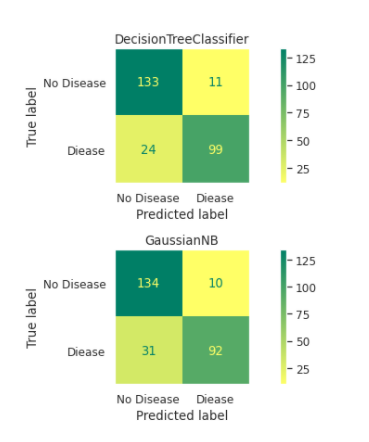 DecisionTreeClassifier
No Disease 133 11
True label
Diease 24 99
No Disease Diease
Predicted label
125
100
75
50
25
GaussianNB
No Disease 134 10
True label
Diease 31 92
No Disease Diease
Predicted label
125
100
75
50
25